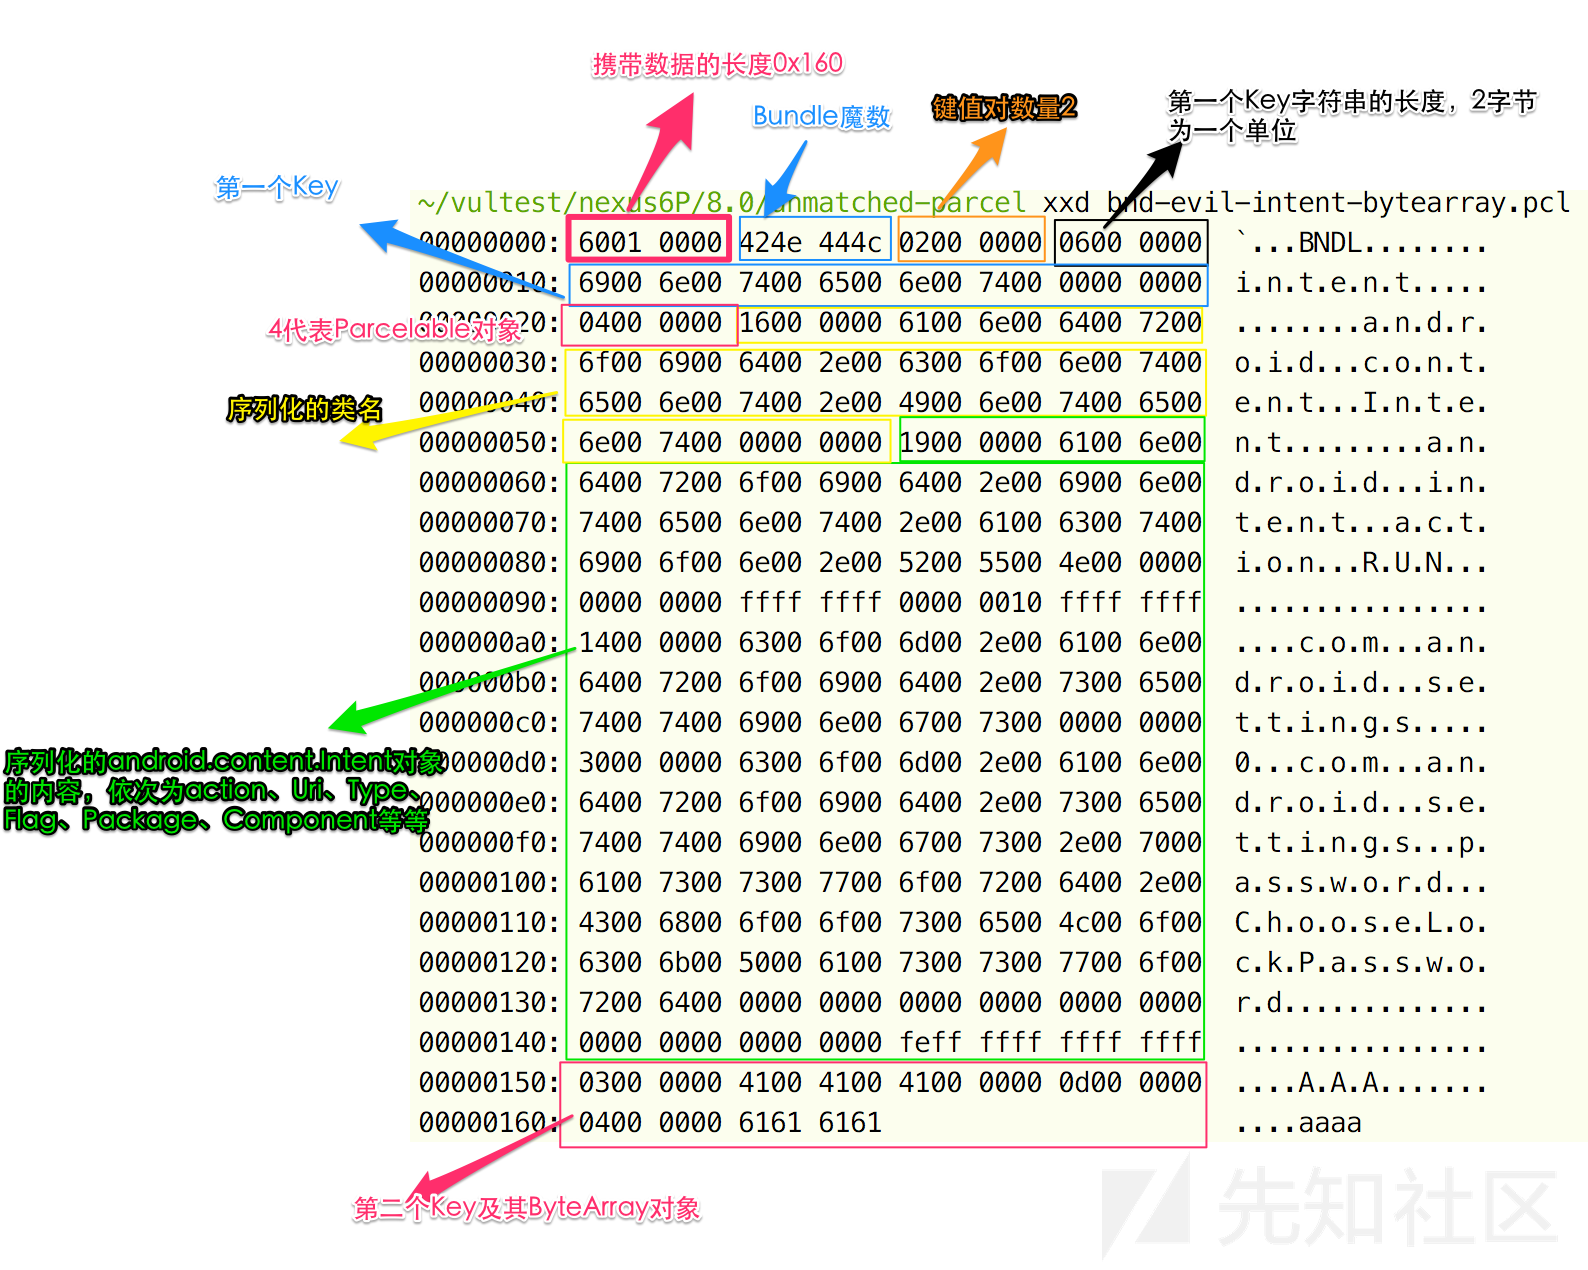 携带数据的长度0x160
Bundle魔数
键值对数量2
第一个Key字符串的长度，2字节
为一个单位
第一个Key
~/vultest/nexus6P/8.0/unmatched-parcel xxd bnd-evil-intent-bytearray.pcl
00000000: 6001 0000 424e 444c 0200 0000 0600 0000 `...BNDL........
00000010: 6900 6e00 7400 6500 6e00 7400 0000 0000 i.n.t.e.n.t.....
4代表Parcelable对象
00000020: 0400 0000 1600 0000 6100 6e00 6400 7200 ........a.n.d.r.
00000030: 6f00 6900 6400 2e00 6300 6f00 6e00 7400 o.i.d...c.o.n.t.
序列化的类名
00000040: 6500 6e00 7400 2e00 4900 6e00 7400 6500 e.n.t...I.n.t.e.
00000050: 6e00 7400 0000 0000 1900 0000 6100 6e00 n.t.........a.n.
00000060: 6400 7200 6f00 6900 6400 2e00 6900 6e00 d.r.o.i.d...i.n.
00000070: 7400 6500 6e00 7400 2e00 6100 6300 7400 t.e.n.t...a.c.t.
00000080: 6900 6f00 6e00 2e00 5200 5500 4e00 0000 i.o.n...R.U.N...
00000090: 0000 0000 ffff ffff 0000 0010 ffff ffff ................
000000a0: 1400 0000 6300 6f00 6d00 2e00 6100 6e00 ....c.o.m...a.n.
000000b0: 6400 7200 6f00 6900 6400 2e00 7300 6500 d.r.o.i.d...s.e.
000000c0: 7400 7400 6900 6e00 6700 7300 0000 0000 t.t.i.n.g.s.....
序列化的android.content.Intent对象
的内容，依次为action、Uri、Type、
Flag、Package、Component等等
000000d0: 3000 0000 6300 6f00 6d00 2e00 6100 6e00 0...c.o.m...a.n.
000000e0: 6400 7200 6f00 6900 6400 2e00 7300 6500 d.r.o.i.d...s.e.
000000f0: 7400 7400 6900 6e00 6700 7300 2e00 7000 t.t.i.n.g.s...p.
00000100: 6100 7300 7300 7700 6f00 7200 6400 2e00 a.s.s.w.o.r.d...
00000110: 4300 6800 6f00 6f00 7300 6500 4c00 6f00 C.h.o.o.s.e.L.o.
00000120: 6300 6b00 5000 6100 7300 7300 7700 6f00 c.k.P.a.s.s.w.o.
00000130: 7200 6400 0000 0000 0000 0000 0000 0000 r.d.............
00000140: 0000 0000 0000 0000 feff ffff ffff ffff ................
00000150: 0300 0000 4100 4100 4100 0000 0d00 0000 ....A.A.A.......
00000160: 0400 0000 6161 6161 ....aaaa
第二个Key及其ByteArray对象
先知社区